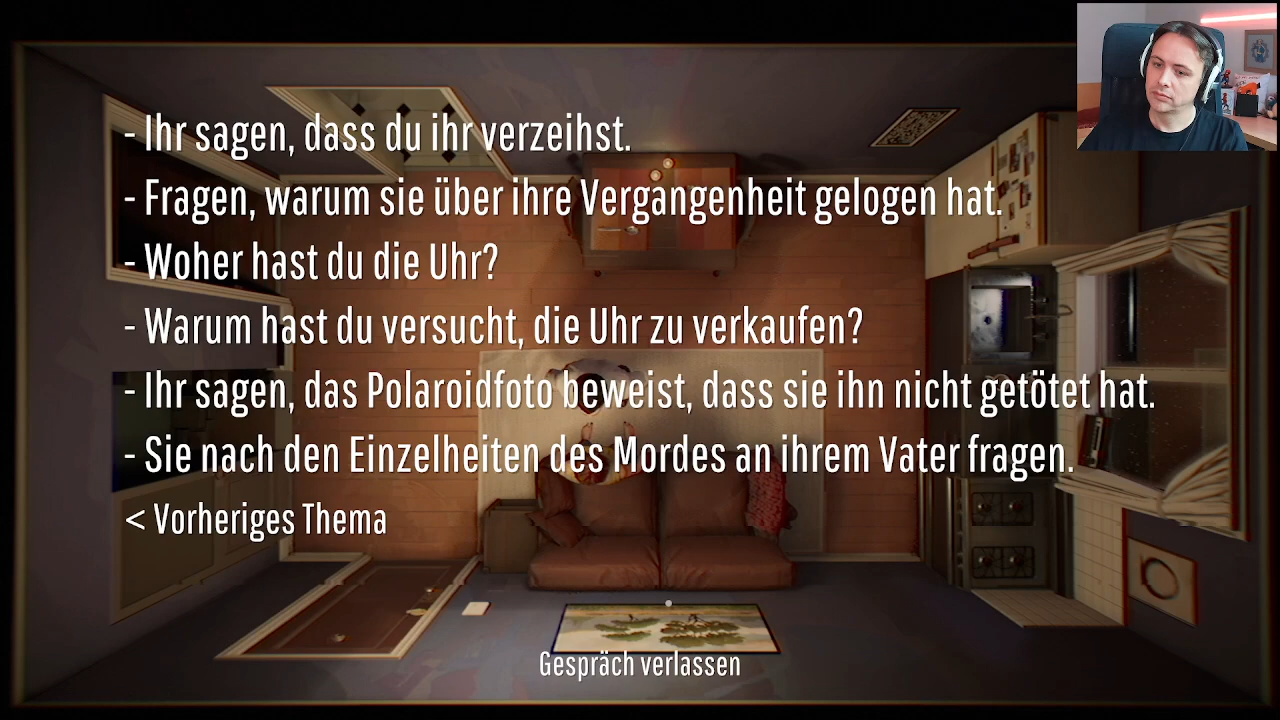 - Ihr sagen, dass du ihr verzeihst.
- Fragen, warum sie über ihre Vergangenheit gelogen hat.
- Woher hast du die Uhr?
- Warum hast du versucht, die Uhr zu verkaufen?
- Ihr sagen, das Polaroidfoto beweist, dass sie ihn nicht getötet hat.
- Sie nach den Einzelheiten des Mordes an ihrem Vater fragen.
< Vorheriges Thema
Gespräch verlassen